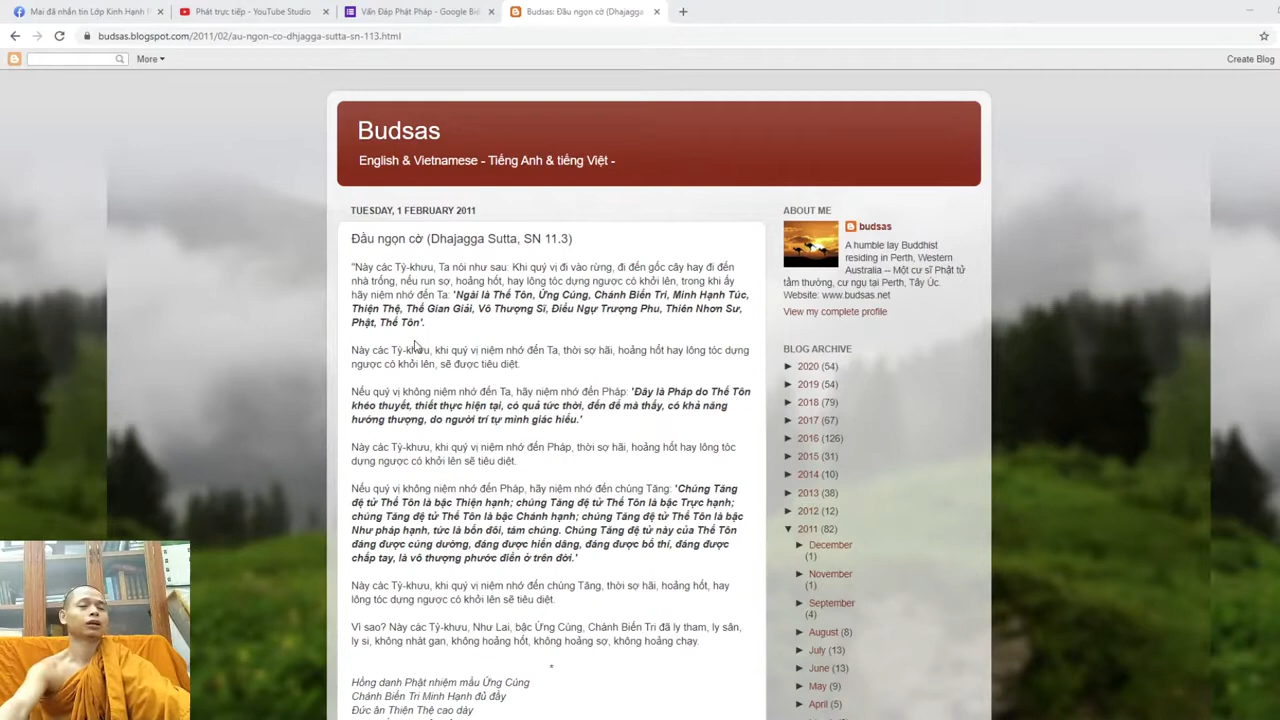 Mai đã nhắn tin Lớp Kinh Hạnh P
Phát trực tiếp - YouTube Studio
Vấn Đáp Phật Pháp - Google Bi
Budsas: Đầu ngọn cờ (Dhajagga
budsas.blogspot.com/2011/02/au-ngon-co-dhjagga-sutta-sn-113.html
More
Create Blog
Budsas
English & Vietnamese - Tiếng Anh & tiếng Việt -
TUESDAY, 1 FEBRUARY 2011
Đầu ngọn cờ (Dhajagga Sutta, SN 11.3)
"Này các Tỷ-khưu, Ta nói như sau: Khi quý vị đi vào rừng, đi đến gốc cây hay đi đến
nhà trống, nếu run sợ, hoảng hốt, hay lông tóc dựng ngược có khởi lên, trong khi ấy
hãy niệm nhớ đến Ta: 'Ngài là Thế Tôn, Ứng Cúng, Chánh Biến Tri, Minh Hạnh Túc,
Thiện Thệ, Thế Gian Giải, Vô Thượng Sĩ, Điều Ngự Trượng Phu, Thiên Nhơn Sư,
Phật, Thế Tôn'.
Này các Tỷ-khưu, khi quý vị niệm nhớ đến Ta, thời sợ hãi, hoảng hốt hay lông tóc dựng
ngược có khởi lên, sẽ được tiêu diệt.
Nếu quý vị không niệm nhớ đến Ta, hãy niệm nhớ đến Pháp: 'Đây là Pháp do Thế Tôn
khéo thuyết, thiết thực hiện tại, có quả tức thời, đến để mà thấy, có khả năng
hướng thượng, do người trí tự mình giác hiểu.'
Này các Tỷ-khưu, khi quý vị niệm nhớ đến Pháp, thời sợ hãi, hoảng hốt hay lông tóc
dựng ngược có khởi lên sẽ tiêu diệt.
Nếu quý vị không niệm nhớ đến Pháp, hãy niệm nhớ đến chúng Tăng: 'Chúng Tăng
đệ tử Thế Tôn là bậc Thiện hạnh; chúng Tăng đệ tử Thế Tôn là bậc Trực hạnh;
chúng Tăng đệ tử Thế Tôn là bậc Chánh hạnh; chúng Tăng đệ tử Thế Tôn là bậc
Như pháp hạnh, tức là bốn đôi, tám chúng. Chúng Tăng đệ tử này của Thế Tôn
đáng được cúng dường, đáng được hiến dâng, đáng được bố thí, đáng được
chắp tay, là vô thượng phước điền ở trên đời.'
Này các Tỷ-khưu, khi quý vị niệm nhớ đến chúng Tăng, thời sợ hãi, hoảng hốt, hay
lông tóc dựng ngược có khởi lên sẽ tiêu diệt.
Vì sao? Này các Tỷ-khưu, Như Lai, bậc Ứng Cúng, Chánh Biến Tri đã ly tham, ly sân,
ly si, không nhát gan, không hoảng hốt, không hoảng sợ, không hoảng chạy.
*
Hồng danh Phật nhiệm mầu Ứng Cúng
Chánh Biến Tri Minh Hạnh đủ đầy
Đức ân Thiện Thệ cao dày
ABOUT ME
budsas
A humble lay Buddhist
residing in Perth, Western
Australia -- Một cư sĩ Phật tử
tầm thường, cư ngụ tại Perth, Tây Úc.
Website: www.budsas.net
View my complete profile
BLOG ARCHIVE
► 2020 (54)
► 2019 (54)
► 2018 (79)
► 2017 (67)
► 2016 (126)
► 2015 (31)
► 2014 (10)
► 2013 (38)
► 2012 (12)
▼ 2011 (82)
► December
(1)
► November
(1)
► September
(4)
► August (8)
► July (13)
► June (13)
► May (9)
► April (5)